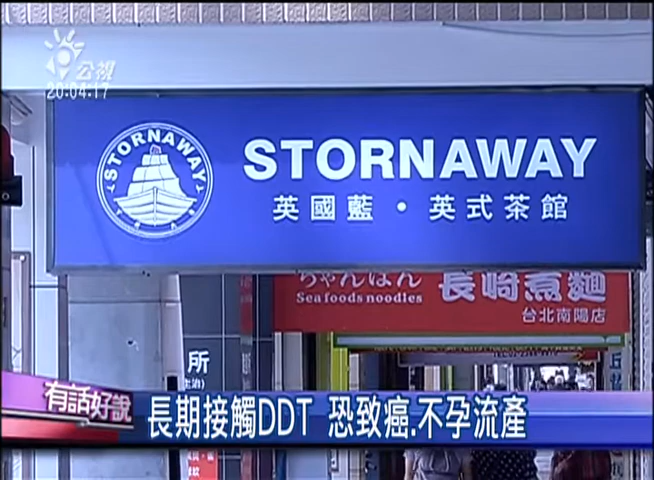 公視
20:04:17
STORNAWAY
STORNAWAY
英國藍・英式茶館
ちゃんぽん
Sea foods noodles
長崎煮麵
台北南陽店
所
有話好說
長期接觸DDT 恐致癌.不孕流產